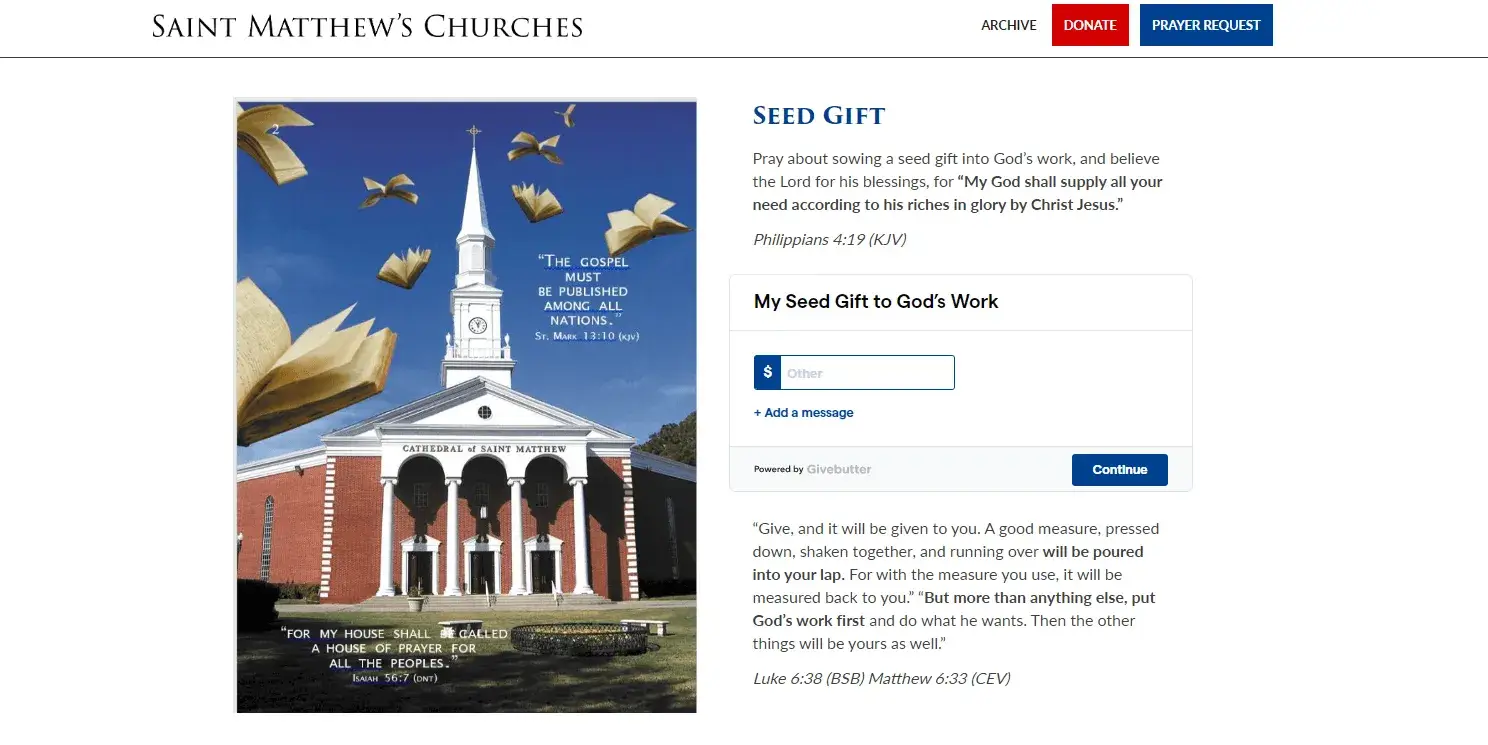 SAINT MATTHEW’S CHURCHES
ARCHIVE
DONATE
PRAYER REQUEST
2
“THE GOSPEL
MUST
BE PUBLISHED
AMONG ALL
NATIONS.”
ST. MARK 13:10 (KJV)
CATHEDRAL of SAINT MATTHEW
“FOR MY HOUSE SHALL BE CALLED
A HOUSE OF PRAYER FOR
ALL THE PEOPLES.”
ISAIAH 56:7 (DNT)
SEED GIFT
Pray about sowing a seed gift into God’s work, and believe
the Lord for his blessings, for “My God shall supply all your
need according to his riches in glory by Christ Jesus.”
Philippians 4:19 (KJV)
My Seed Gift to God’s Work
$ Other
+ Add a message
Powered by Givebutter
Continue
“Give, and it will be given to you. A good measure, pressed
down, shaken together, and running over will be poured
into your lap. For with the measure you use, it will be
measured back to you.” “But more than anything else, put
God’s work first and do what he wants. Then the other
things will be yours as well.”
Luke 6:38 (BSB) Matthew 6:33 (CEV)